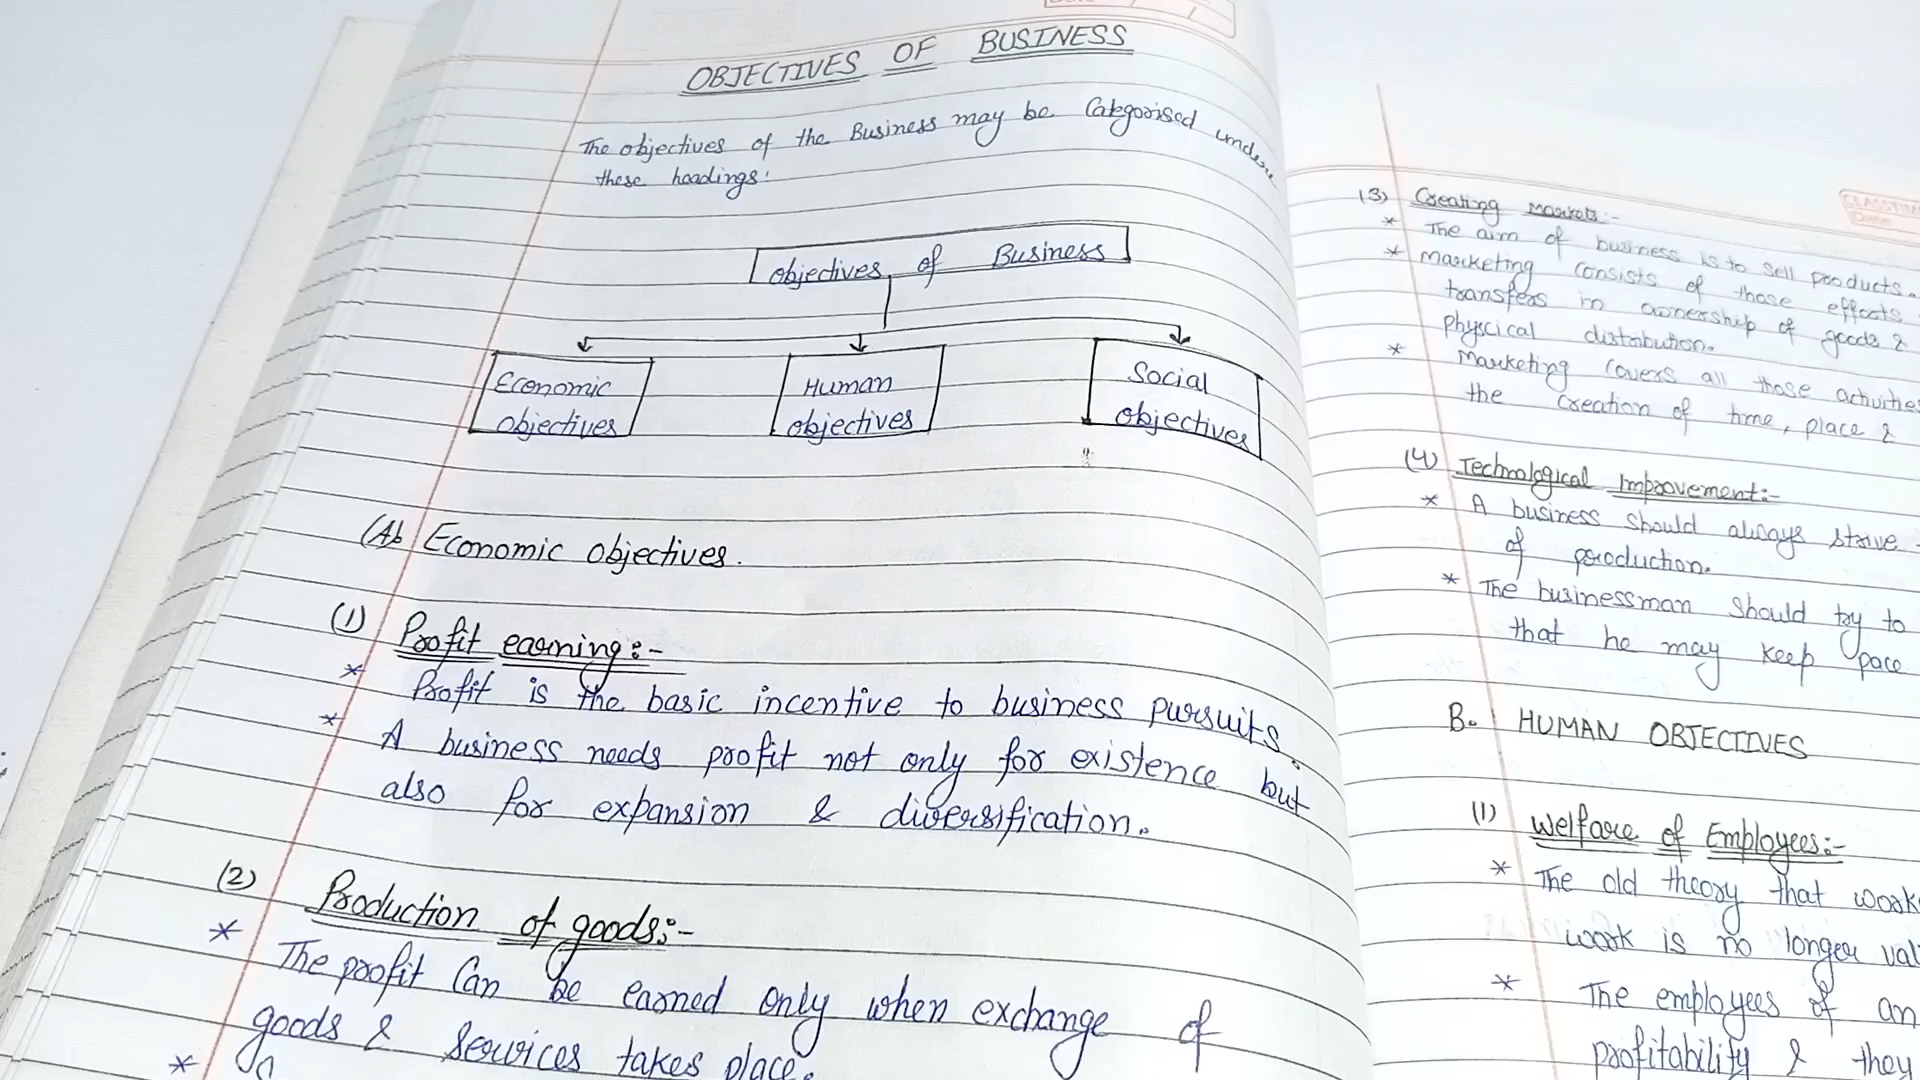 OBJECTIVES OF BUSINESS
The objectives of the Business may be Categorised under
these headings:
objectives of Business
Economic
objectives
Human
objectives
Social
objectives
(A) Economic objectives.
(1) Profit earning:-
* Profit is the basic incentive to business pursuits.
* A business needs profit not only for existence but
also for expansion & diversification.
(2) Production of goods:-
* The profit Can be earned only when exchange of
goods & services takes place.
*
(3) Creating markets:-
* The aim of business is to sell products.
* Marketing consists of those effects
transfers in ownership of goods &
physcical distribution.
* Marketing covers all those activities
the creation of time, place &
(4) Technological Improvement:-
* A business should always strive
of production.
* The businessman should try to
that he may keep pace
B. HUMAN OBJECTIVES
(1) Welfare of Employees:-
* The old theory that work
work is no longer val
* The employees of an
profitability & they
CLASSTIME
Date